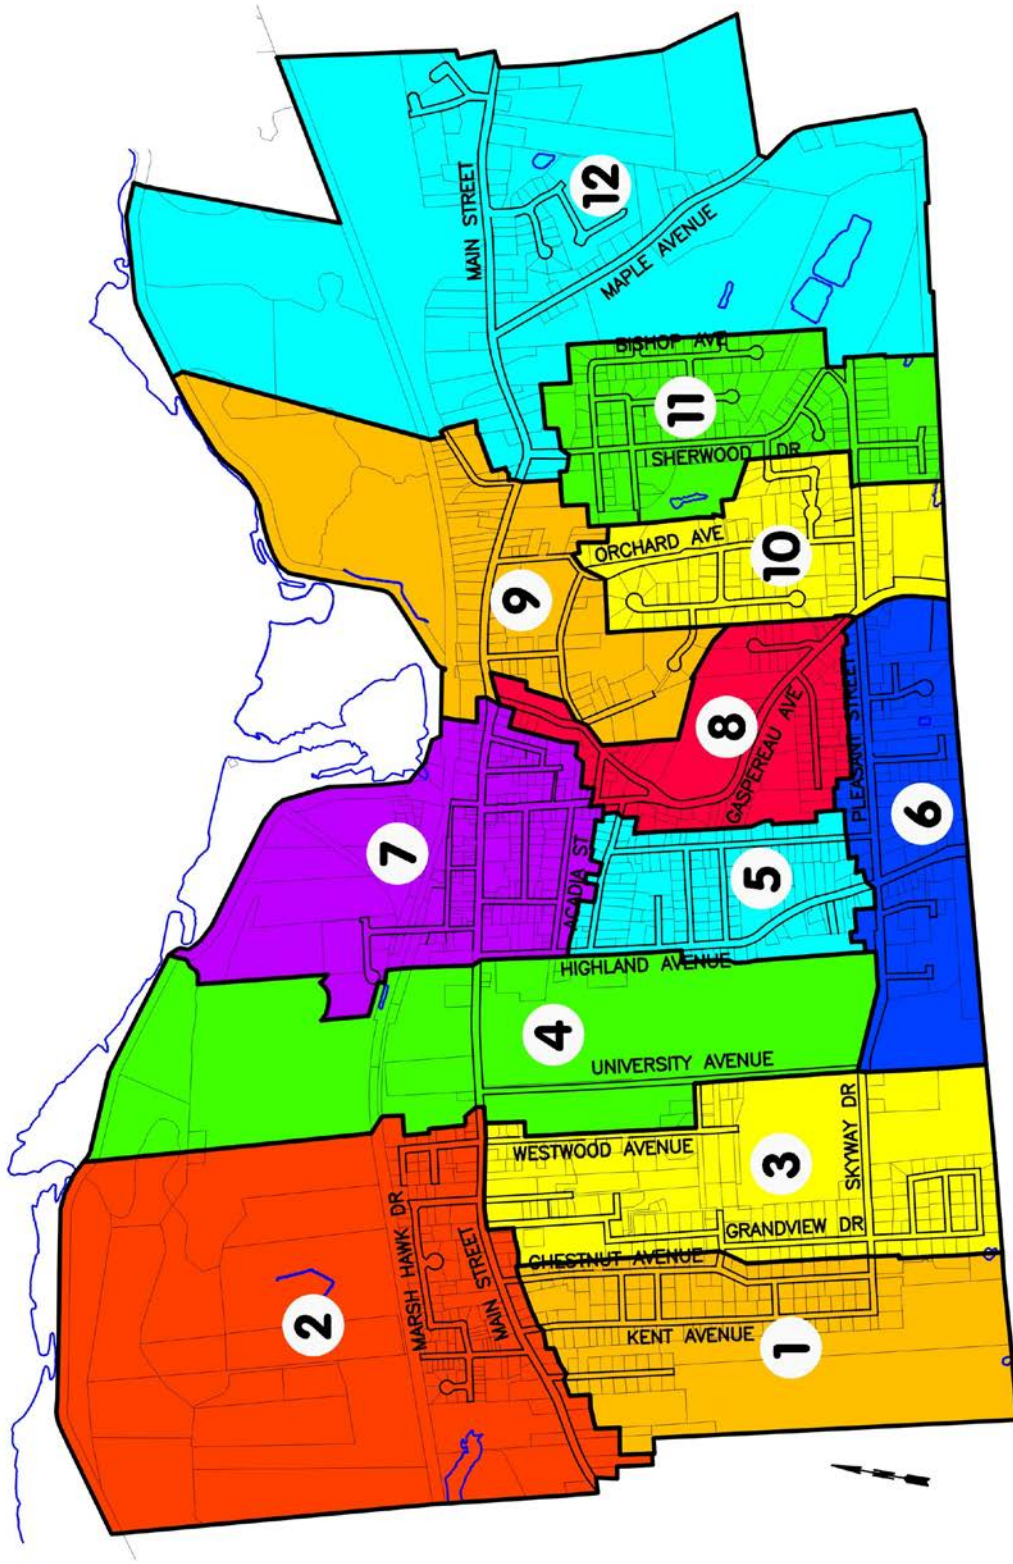 12
MAIN STREET
MAPLE AVENUE
BISHOP AVE
11
SHERWOOD DR
ORCHARD AVE
10
9
8
GASPEREAU AVE
PLEASANT STREET
6
7
ACADIA ST
5
HIGHLAND AVENUE
4
UNIVERSITY AVENUE
WESTWOOD AVENUE
3
SKYWAY DR
GRANDVIEW DR
CHESTNUT AVENUE
MARSH HAWK DR
MAIN STREET
2
KENT AVENUE
1